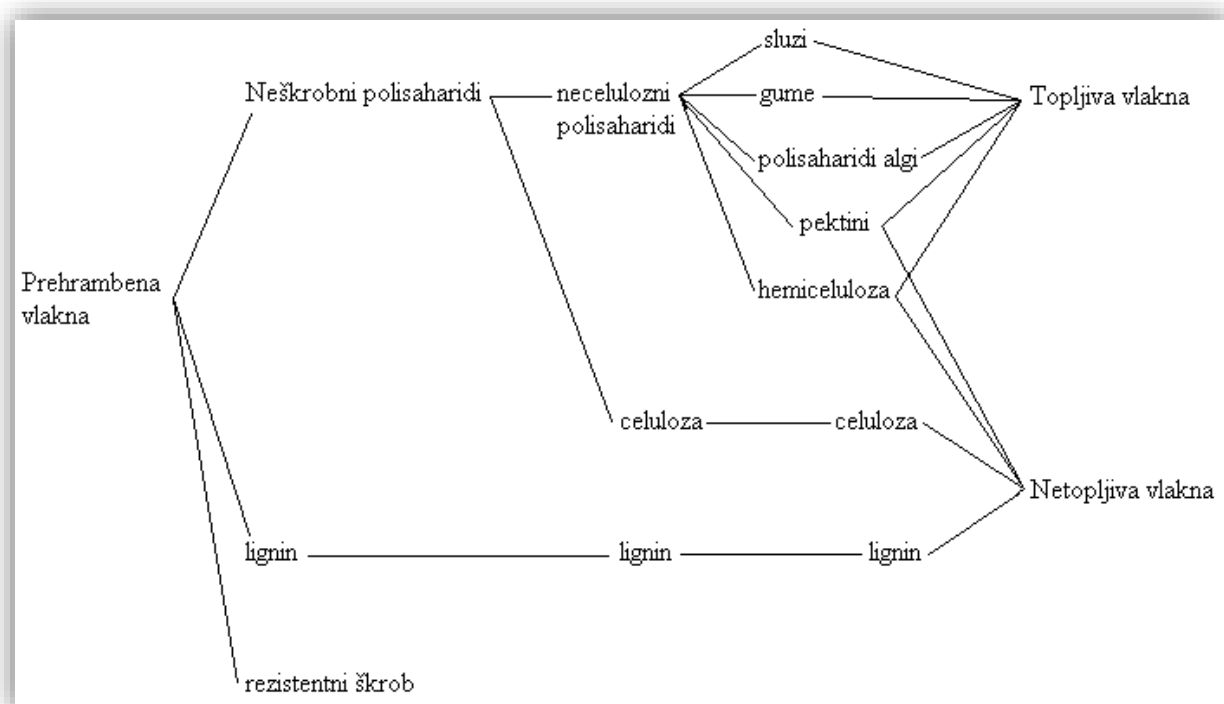 sluzi
Neškrobni polisaharidi
necelulozni
polisaharidi
gume
Topljiva vlakna
polisaharidi algi
pektini
Prehrambena
vlakna
hemiceluloza
celuloza
celuloza
Netopljiva vlakna
lignin
lignin
lignin
rezistentni škrob